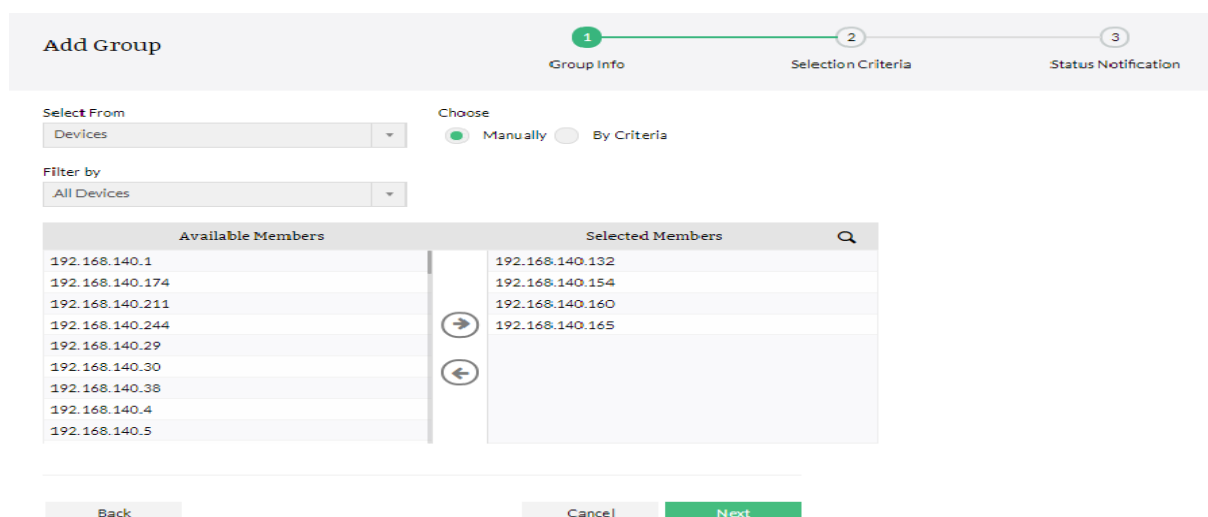 Add Group
1
2
3
Group Info
Selection Criteria
Status Notification
Select From
Choose
Devices
Manually
By Criteria
Filter by
All Devices
Available Members
Selected Members
192.168.140.1
192.168.140.132
192.168.140.174
192.168.140.154
192.168.140.211
192.168.140.160
192.168.140.244
192.168.140.165
192.168.140.29
192.168.140.30
192.168.140.38
192.168.140.4
192.168.140.5
Back
Cancel
Next